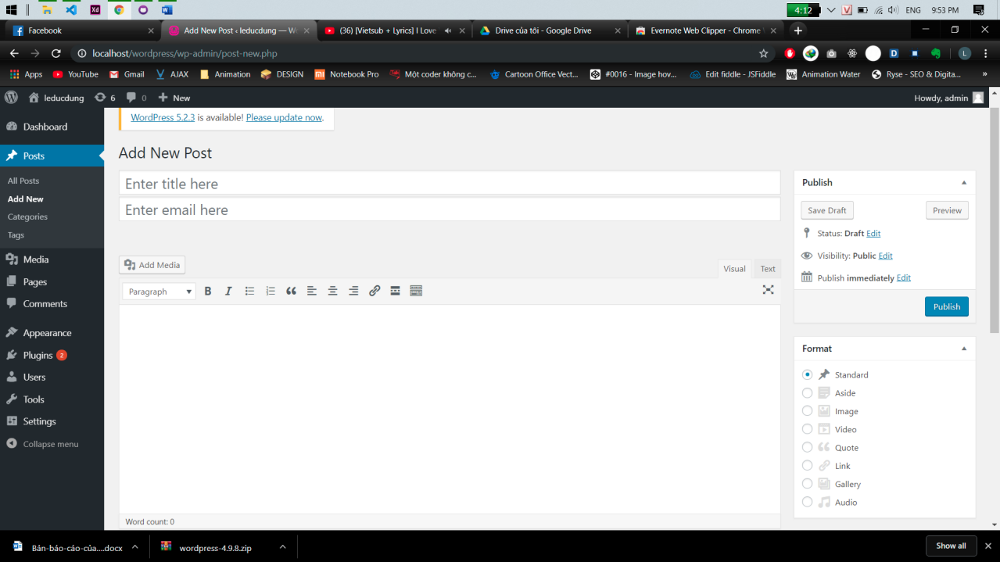 4:12
ENG
9:53 PM
Facebook
Add New Post ‹ leducdung — W
(36) [Vietsub + Lyrics] I Love
Drive của tôi - Google Drive
Evernote Web Clipper - Chrome
localhost/wordpress/wp-admin/post-new.php
Apps
YouTube
Gmail
AJAX
Animation
DESIGN
Notebook Pro
Một coder không c...
Cartoon Office Vect...
#0016 - Image hov...
Edit fiddle - JSFiddle
Animation Water
Ryse - SEO & Digita...
»
leducdung
6
0
New
Howdy, admin
WordPress 5.2.3 is available! Please update now.
Dashboard
Posts
All Posts
Add New
Categories
Tags
Media
Pages
Comments
Appearance
Plugins 2
Users
Tools
Settings
Collapse menu
Add New Post
Enter title here
Enter email here
Add Media
Visual
Text
Paragraph
B
I
Word count: 0
Publish
Save Draft
Preview
Status: Draft Edit
Visibility: Public Edit
Publish immediately Edit
Publish
Format
Standard
Aside
Image
Video
Quote
Link
Gallery
Audio
Bản-báo-cáo-của....docx
wordpress-4.9.8.zip
Show all